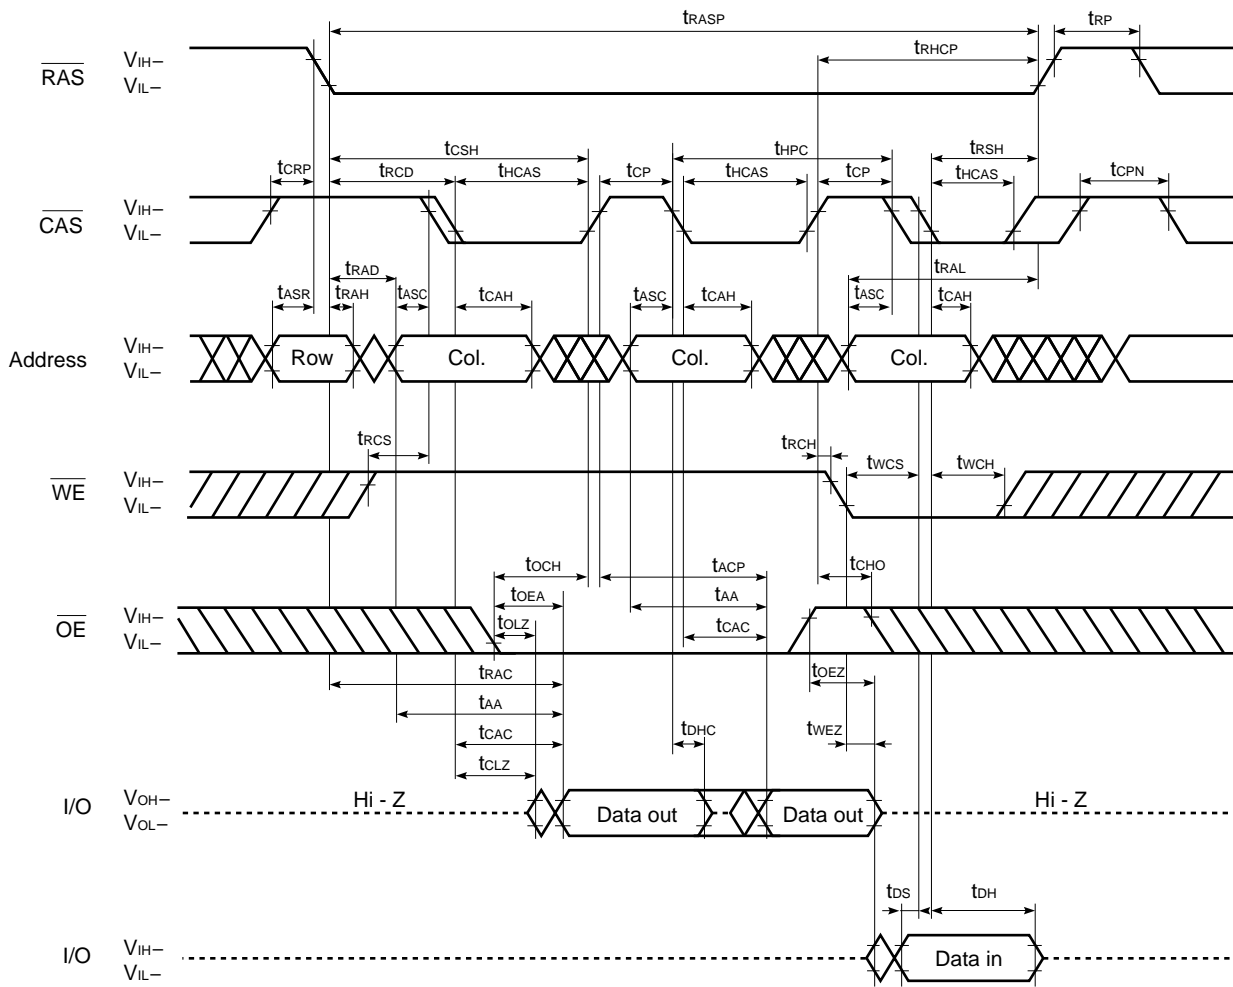 tRASP
tRP
tRHCP
RAS
VIH–
VIL–
tCSH
tHPC
tRSH
tCRP
tRCD
tHCAS
tCP
tHCAS
tCP
tHCAS
tCPN
CAS
VIH–
VIL–
tRAD
tRAL
tASR
tRAH
tASC
tCAH
tASC
tCAH
tASC
tCAH
Address
VIH–
VIL–
Row
Col.
Col.
Col.
tRCS
tRCH
tWCS
tWCH
WE
VIH–
VIL–
tOCH
tACP
tCHO
tOEA
tAA
tOLZ
tCAC
OE
VIH–
VIL–
tRAC
tOEZ
tAA
tCAC
tDHC
tWEZ
tCLZ
I/O
VOH–
VOL–
Hi - Z
Data out
Data out
Hi - Z
tDS
tDH
I/O
VIH–
VIL–
Data in